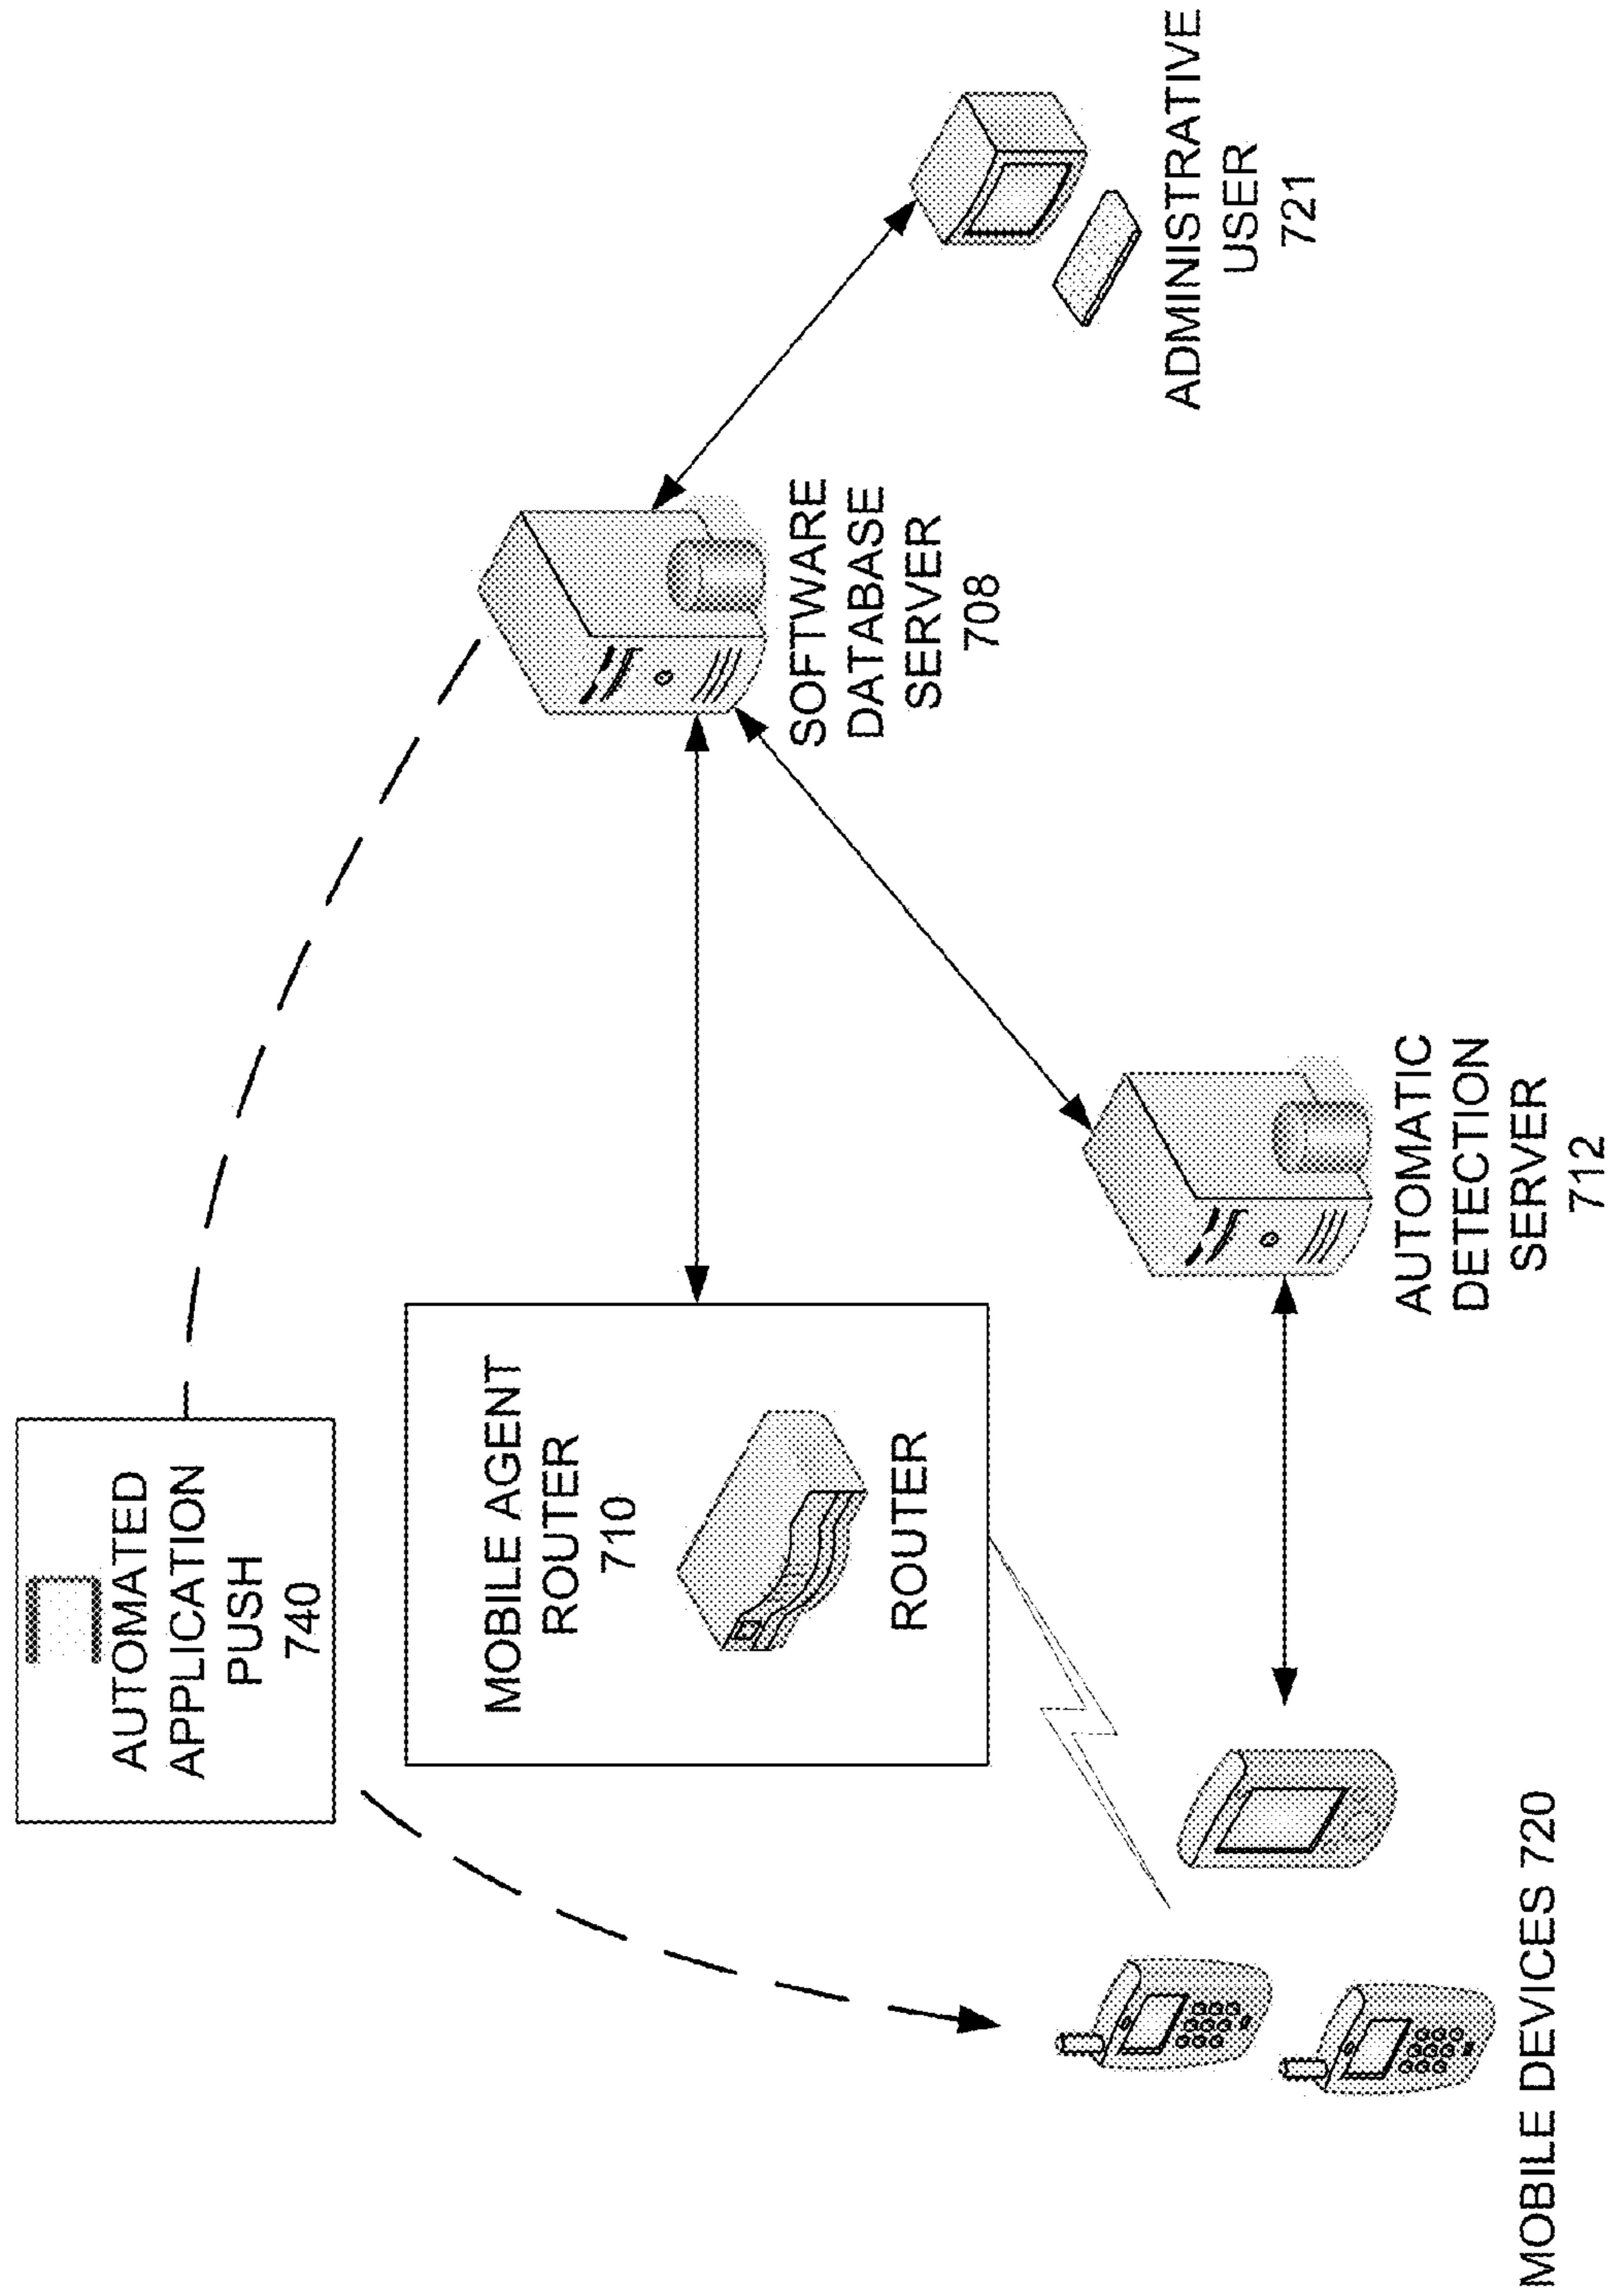 AUTOMATED
APPLICATION
PUSH
740
MOBILE AGENT
ROUTER
710
ROUTER
SOFTWARE
DATABASE
SERVER
708
ADMINISTRATIVE
USER
721
AUTOMATIC
DETECTION
SERVER
712
MOBILE DEVICES 720